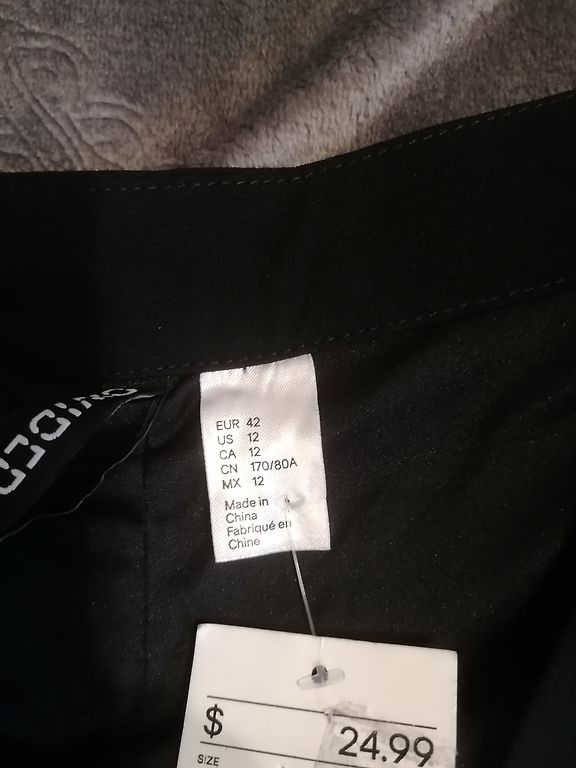 EUR 42
US 12
CA 12
CN 170/80A
MX 12
Made in
China
Fabriqué en
Chine
$ 24.99
SIZE